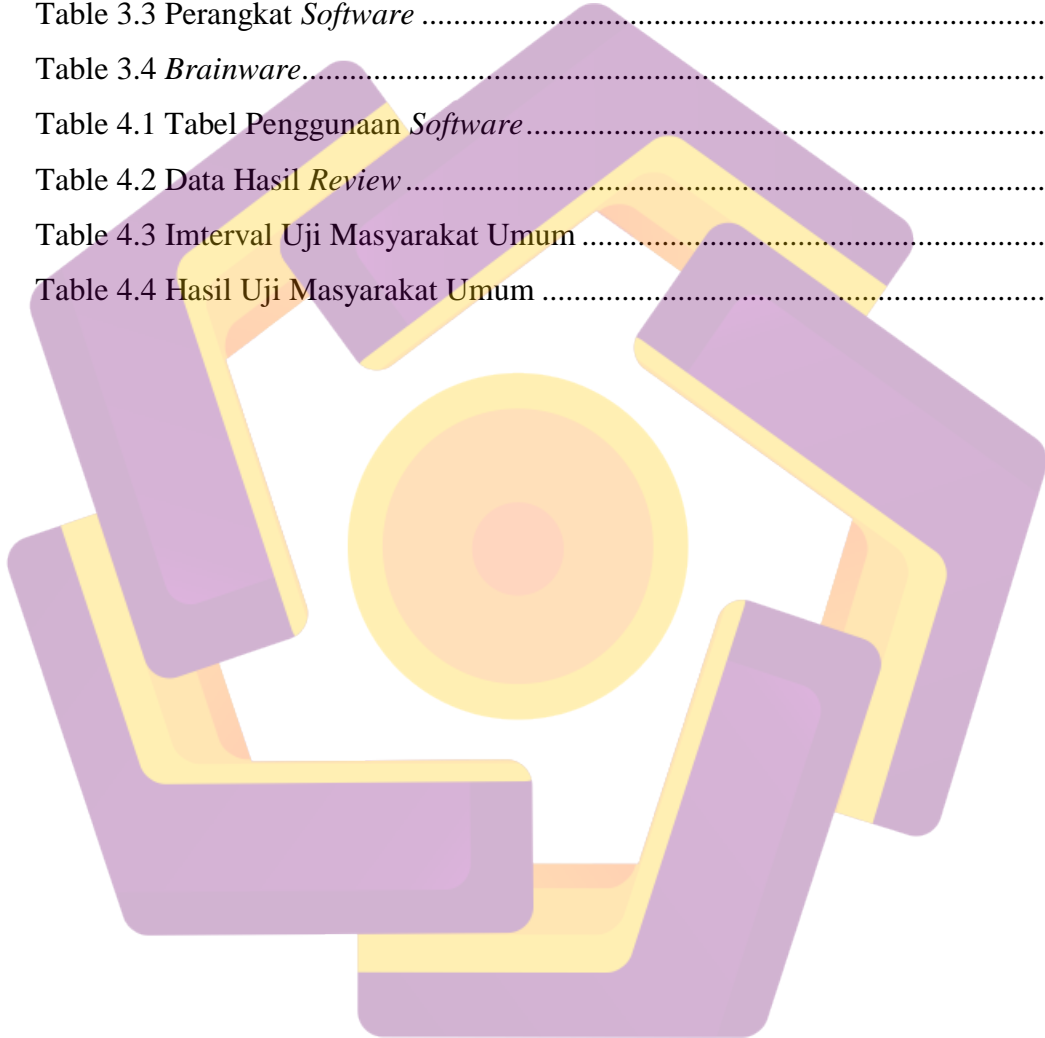 Table 3.3 Perangkat Software ....................................................................
Table 3.4 Brainware.................................................................................
Table 4.1 Tabel Penggunaan Software.......................................................
Table 4.2 Data Hasil Review......................................................................
Table 4.3 Imterval Uji Masyarakat Umum .................................................
Table 4.4 Hasil Uji Masyarakat Umum ......................................................